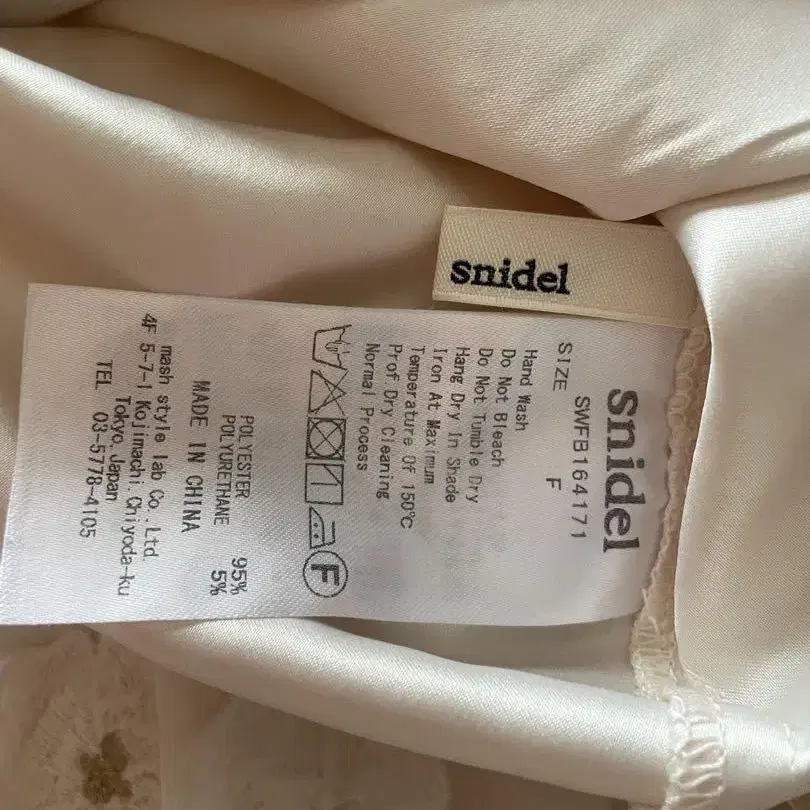 snidel
snidel
SWFB164171
SIZE F
Hand Wash
Do Not Bleach
Do Not Tumble Dry
Hang Dry In Shade
Iron At Maximum
Temperature Of 150℃
Prof Dry Cleaning
Normal Process
F
POLYESTER 95%
POLYURETHANE 5%
MADE IN CHINA
mash style lab Co.,Ltd.
4F 5-7-1 Kojimachi Chiyoda-ku
Tokyo, Japan
TEL 03-5778-4105